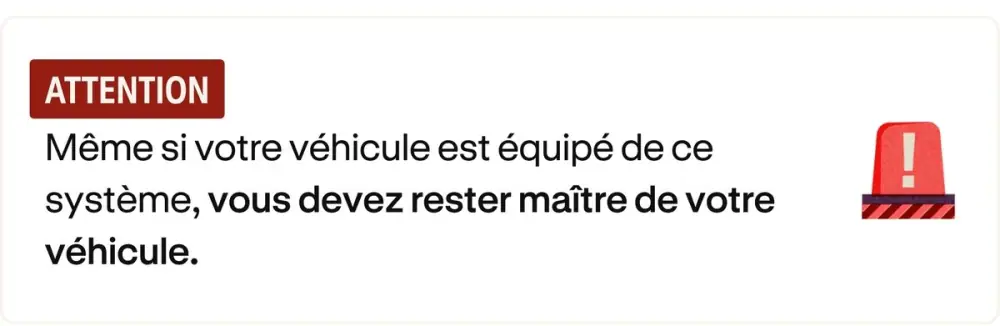 ATTENTION
Même si votre véhicule est équipé de ce
système, vous devez rester maître de votre
véhicule.
!